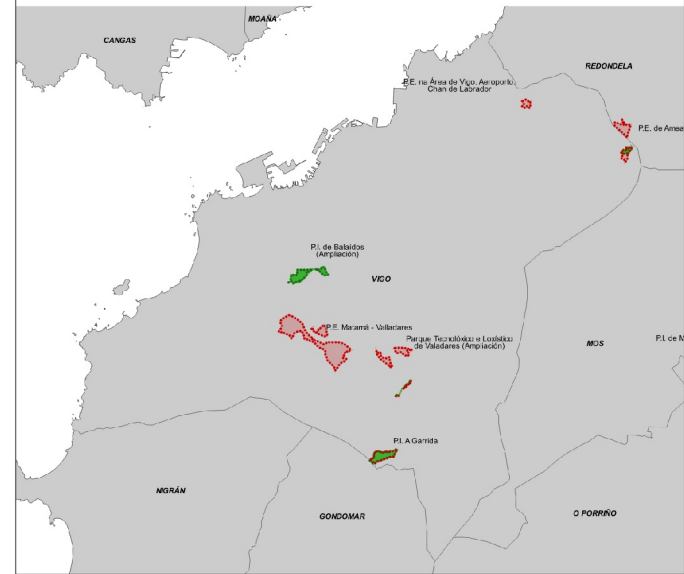 MOAÑA
CANGAS
REDONDELA
P.E. na Área de Vigo. Aeroporto.
Chan de Labrador
P.E. de Amea
P.I. de Balaídos
(Ampliación)
VIGO
P.E. Matamá - Valladares
Parque Tecnolóxico e Loxístico
de Valadares (Ampliación)
MOS
P.I. de M
P.I. A Garrida
NIGRÁN
GONDOMAR
O PORRIÑO